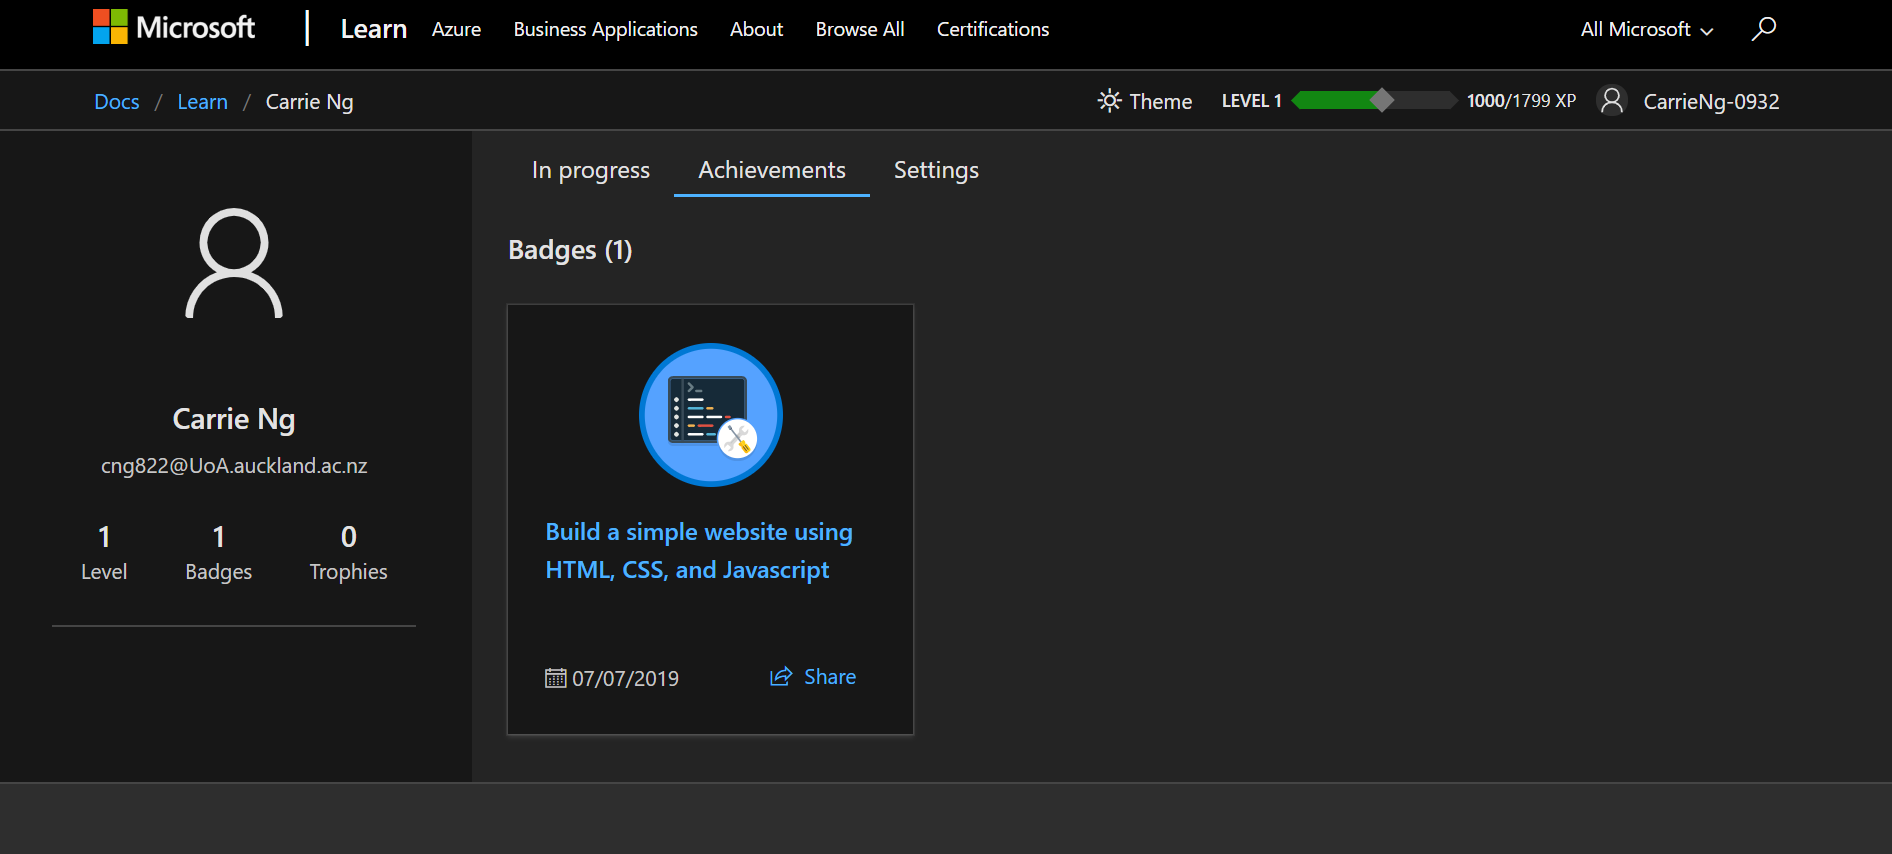 Microsoft | Learn Azure Business Applications About Browse All Certifications All Microsoft
Docs / Learn / Carrie Ng Theme LEVEL 1 1000/1799 XP CarrieNg-0932
In progress Achievements Settings
Badges (1)
Carrie Ng
cng822@UoA.auckland.ac.nz
1 1 0
Level Badges Trophies
Build a simple website using
HTML, CSS, and Javascript
07/07/2019 Share